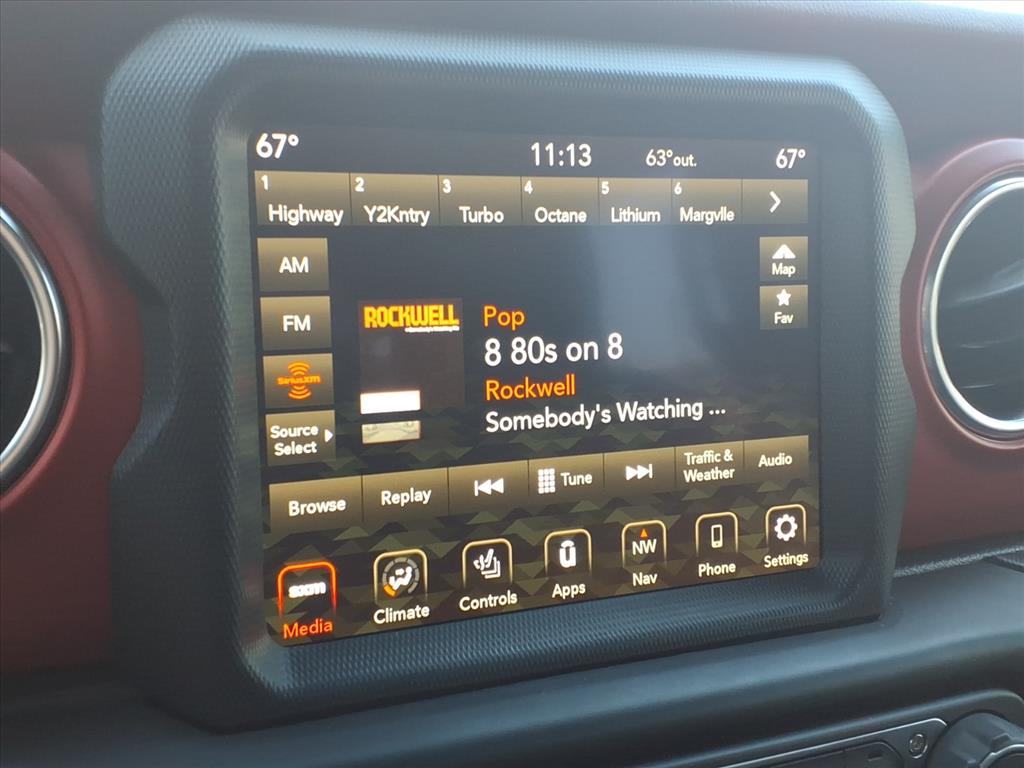 67° 11:13 63°out. 67°
1 2 3 4 5 6
Highway Y2Kntry Turbo Octane Lithium Margvlle
AM
Map
FM
Fav
ROCKWELL
Pop
8 80s on 8
SiriusXM
Rockwell
Somebody's Watching ...
Source
Select
Browse Replay Tune Traffic &
Weather Audio
sxm
NW
Media Climate Controls Apps Nav Phone Settings